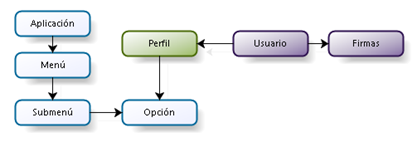 Aplicación
Perfil
Usuario
Firmas
Menú
Submenú
Opción